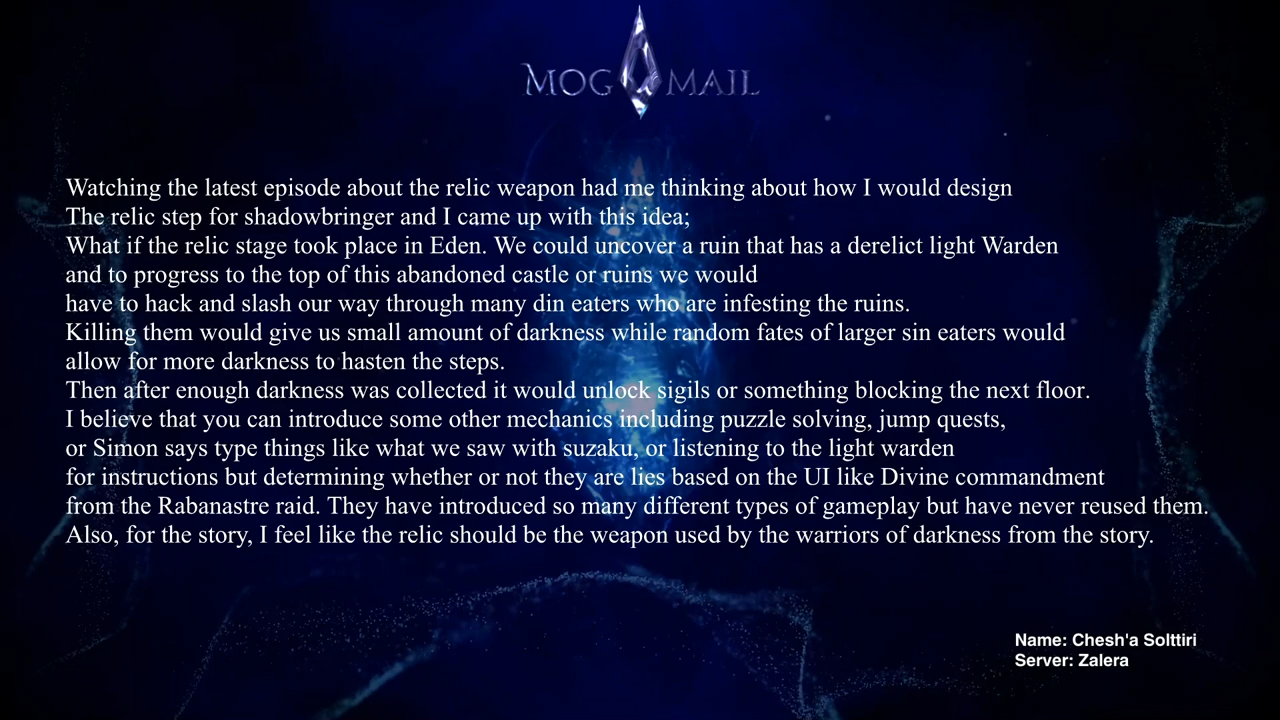 MOG MAIL
Watching the latest episode about the relic weapon had me thinking about how I would design
The relic step for shadowbringer and I came up with this idea;
What if the relic stage took place in Eden. We could uncover a ruin that has a derelict light Warden
and to progress to the top of this abandoned castle or ruins we would
have to hack and slash our way through many din eaters who are infesting the ruins.
Killing them would give us small amount of darkness while random fates of larger sin eaters would
allow for more darkness to hasten the steps.
Then after enough darkness was collected it would unlock sigils or something blocking the next floor.
I believe that you can introduce some other mechanics including puzzle solving, jump quests,
or Simon says type things like what we saw with suzaku, or listening to the light warden
for instructions but determining whether or not they are lies based on the UI like Divine commandment
from the Rabanastre raid. They have introduced so many different types of gameplay but have never reused them.
Also, for the story, I feel like the relic should be the weapon used by the warriors of darkness from the story.
Name: Chesh'a Solttiri
Server: Zalera